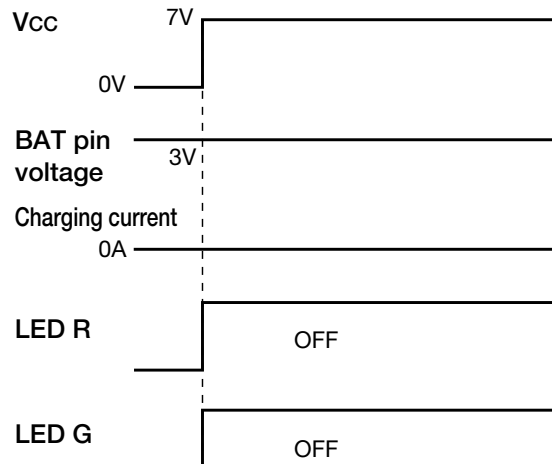 Vcc 7V
0V
BAT pin
voltage
3V
Charging current
0A
LED R
OFF
LED G
OFF